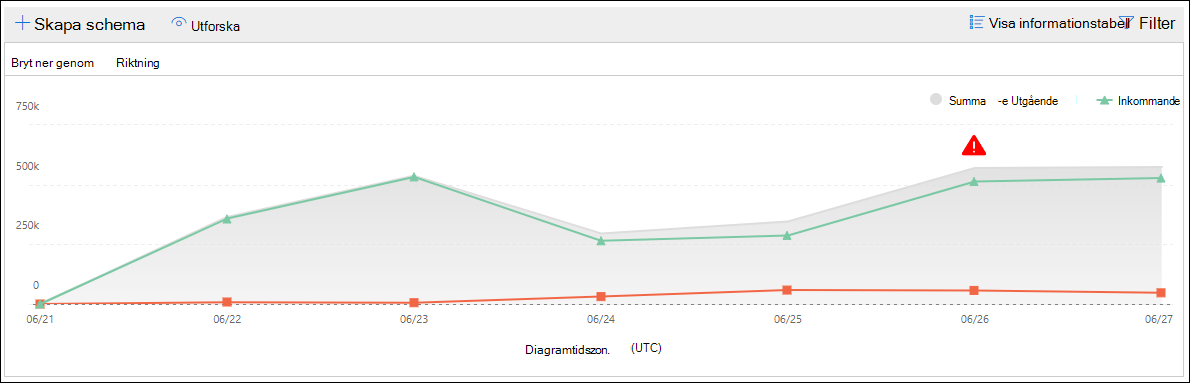 Skapa schema Utforska Visa informationstabell Filter
Bryt ner genom Riktning
Summa -e Utgående Inkommande
750k
500k
250k
0
06/21 06/22 06/23 06/24 06/25 06/26 06/27
Diagramtidszon. (UTC)